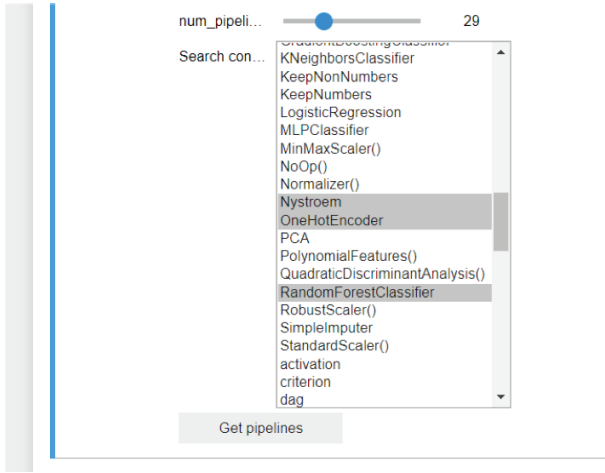 num_pipeli... 29
Search con...
GradientBoostingClassifier
KNeighborsClassifier
KeepNonNumbers
KeepNumbers
LogisticRegression
MLPClassifier
MinMaxScaler()
NoOp()
Normalizer()
Nystroem
OneHotEncoder
PCA
PolynomialFeatures()
QuadraticDiscriminantAnalysis()
RandomForestClassifier
RobustScaler()
SimpleImputer
StandardScaler()
activation
criterion
dag
Get pipelines